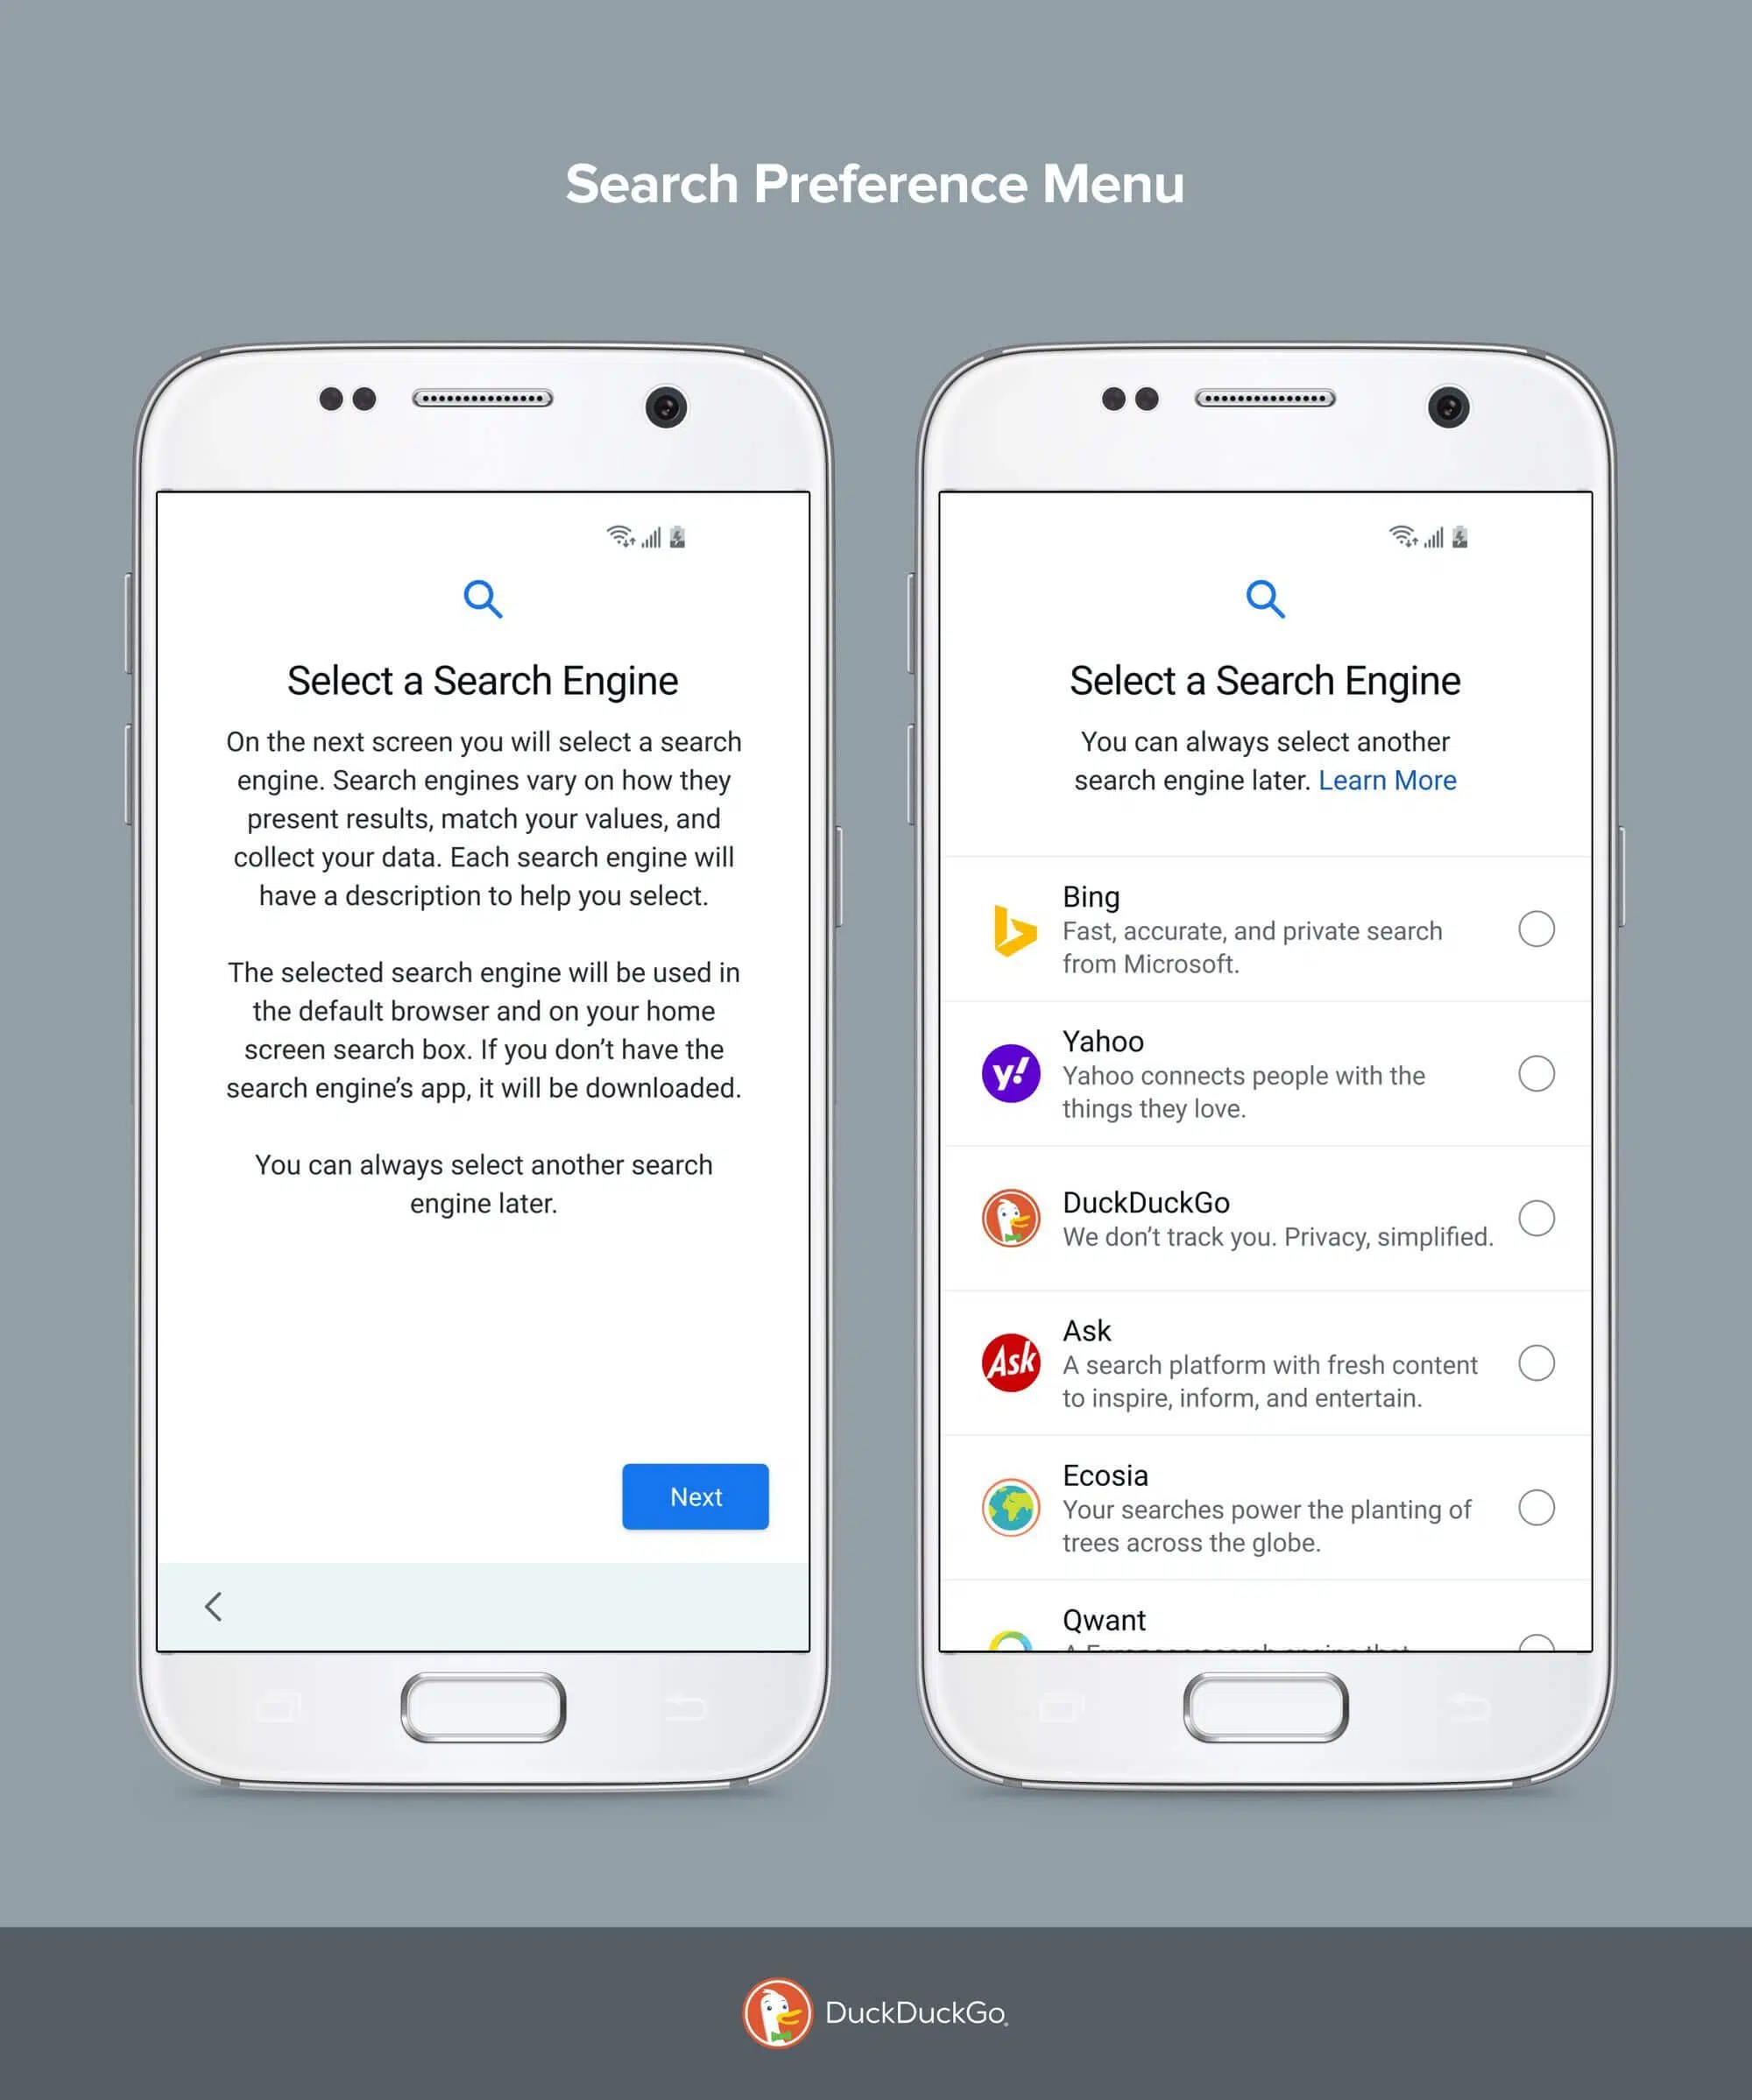 Search Preference Menu
Select a Search Engine
On the next screen you will select a search
engine. Search engines vary on how they
present results, match your values, and
collect your data. Each search engine will
have a description to help you select.
The selected search engine will be used in
the default browser and on your home
screen search box. If you don’t have the
search engine’s app, it will be downloaded.
You can always select another search
engine later.
Next
Select a Search Engine
You can always select another
search engine later. Learn More
Bing
Fast, accurate, and private search
from Microsoft.
y!
Yahoo
Yahoo connects people with the
things they love.
DuckDuckGo
We don’t track you. Privacy, simplified.
Ask
Ask
A search platform with fresh content
to inspire, inform, and entertain.
Ecosia
Your searches power the planting of
trees across the globe.
Qwant
A European search engine that
DuckDuckGo